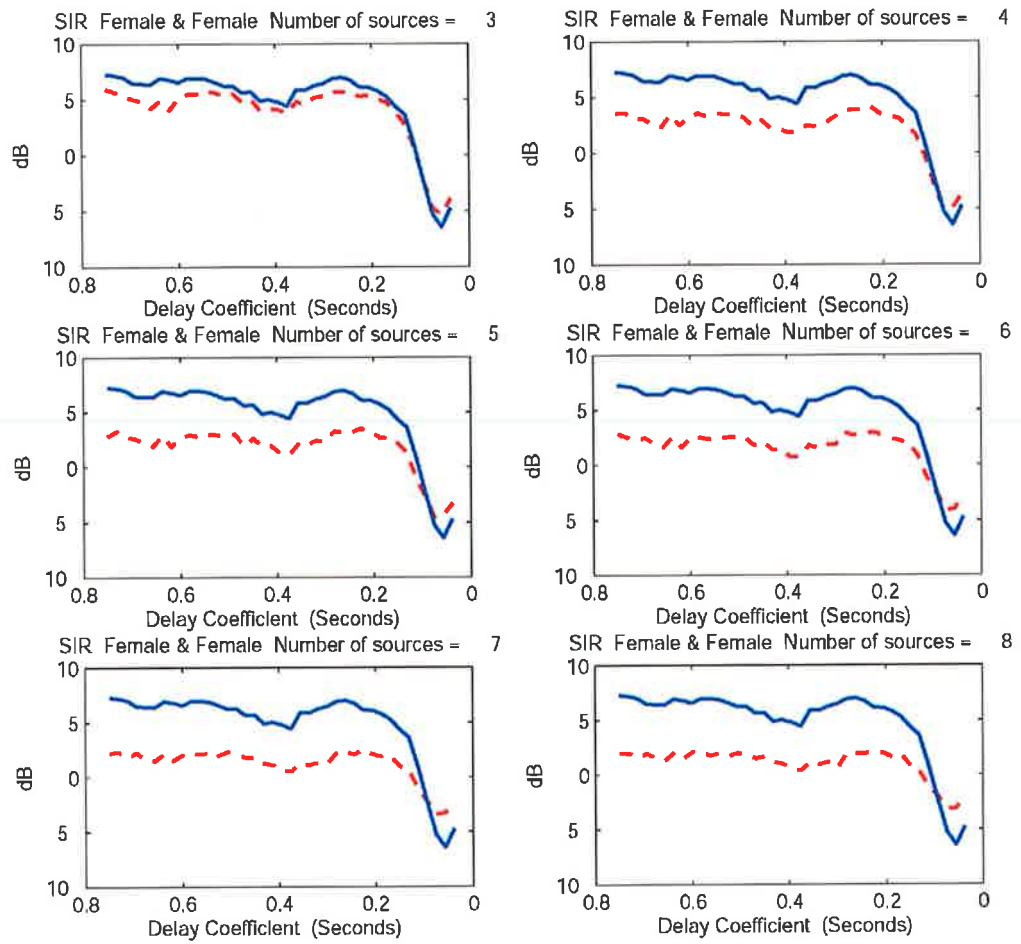 SIR Female & Female Number of sources = 3
10
5
0
5
10
dB
0.8 0.6 0.4 0.2 0
Delay Coefficient (Seconds)
SIR Female & Female Number of sources = 4
10
5
0
5
10
dB
0.8 0.6 0.4 0.2 0
Delay Coefficient (Seconds)
SIR Female & Female Number of sources = 5
10
5
0
5
10
dB
0.8 0.6 0.4 0.2 0
Delay Coefficient (Seconds)
SIR Female & Female Number of sources = 6
10
5
0
5
10
dB
0.8 0.6 0.4 0.2 0
Delay Coefficient (Seconds)
SIR Female & Female Number of sources = 7
10
5
0
5
10
dB
0.8 0.6 0.4 0.2 0
Delay Coefficient (Seconds)
SIR Female & Female Number of sources = 8
10
5
0
5
10
dB
0.8 0.6 0.4 0.2 0
Delay Coefficient (Seconds)